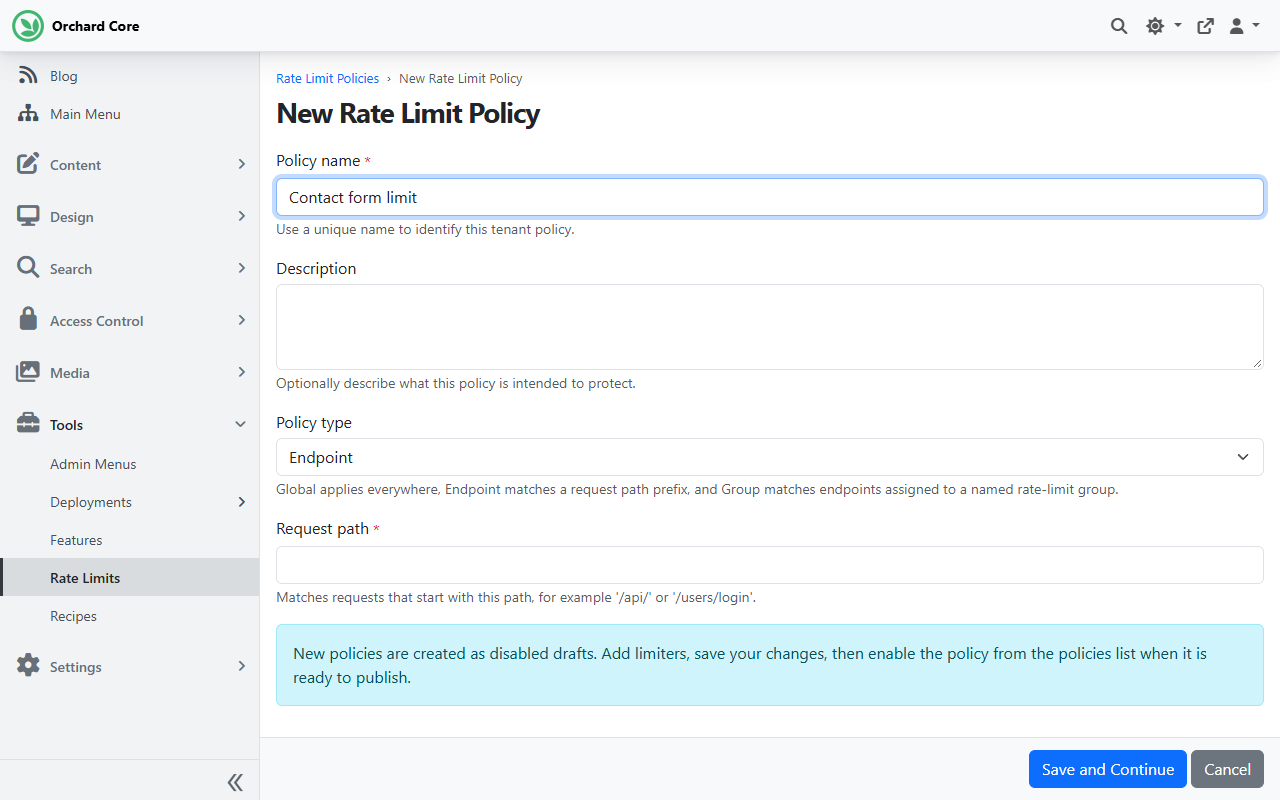 Orchard Core
Blog
Main Menu
Content
Design
Search
Access Control
Media
Tools
Admin Menus
Deployments
Features
Rate Limits
Recipes
Settings
Rate Limit Policies › New Rate Limit Policy
New Rate Limit Policy
Policy name *
Contact form limit
Use a unique name to identify this tenant policy.
Description
Optionally describe what this policy is intended to protect.
Policy type
Endpoint
Global applies everywhere, Endpoint matches a request path prefix, and Group matches endpoints assigned to a named rate-limit group.
Request path *
Matches requests that start with this path, for example '/api/' or '/users/login'.
New policies are created as disabled drafts. Add limiters, save your changes, then enable the policy from the policies list when it is
ready to publish.
Save and Continue
Cancel